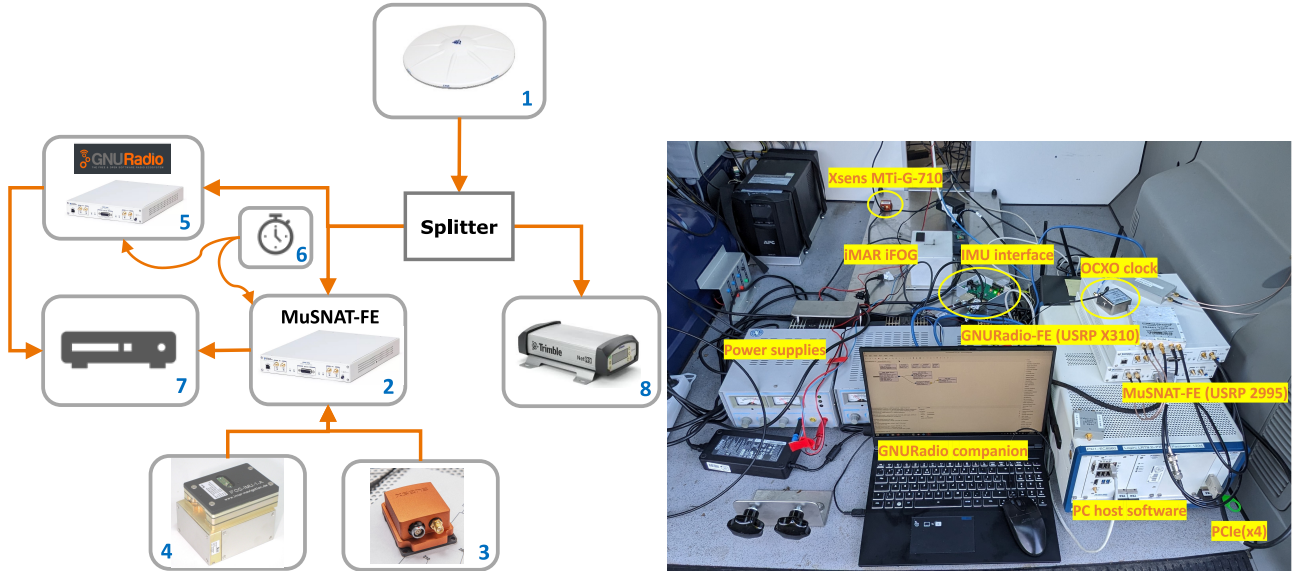 1
GNURadio
5
6
Splitter
MuSNAT-FE
2
7
Trimble
NetR9
8
4
xsens
3
Xsens MTi-G-710
APC
iMAR iFOG
IMU interface
OCXO clock
GNURadio-FE (USRP X310)
Power supplies
MuSNAT-FE (USRP 2995)
GNURadio companion
PC host software
PCIe(x4)